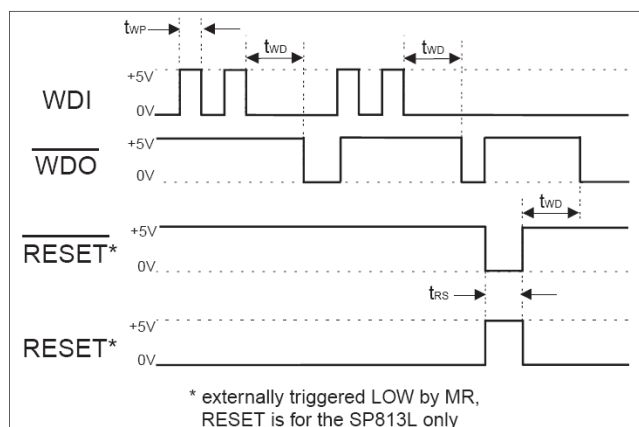 tWP
tWD
tWD
+5V
WDI
0V
+5V
WDO
0V
tWD
+5V
RESET*
0V
tRS
+5V
RESET*
0V
* externally triggered LOW by MR,
RESET is for the SP813L only